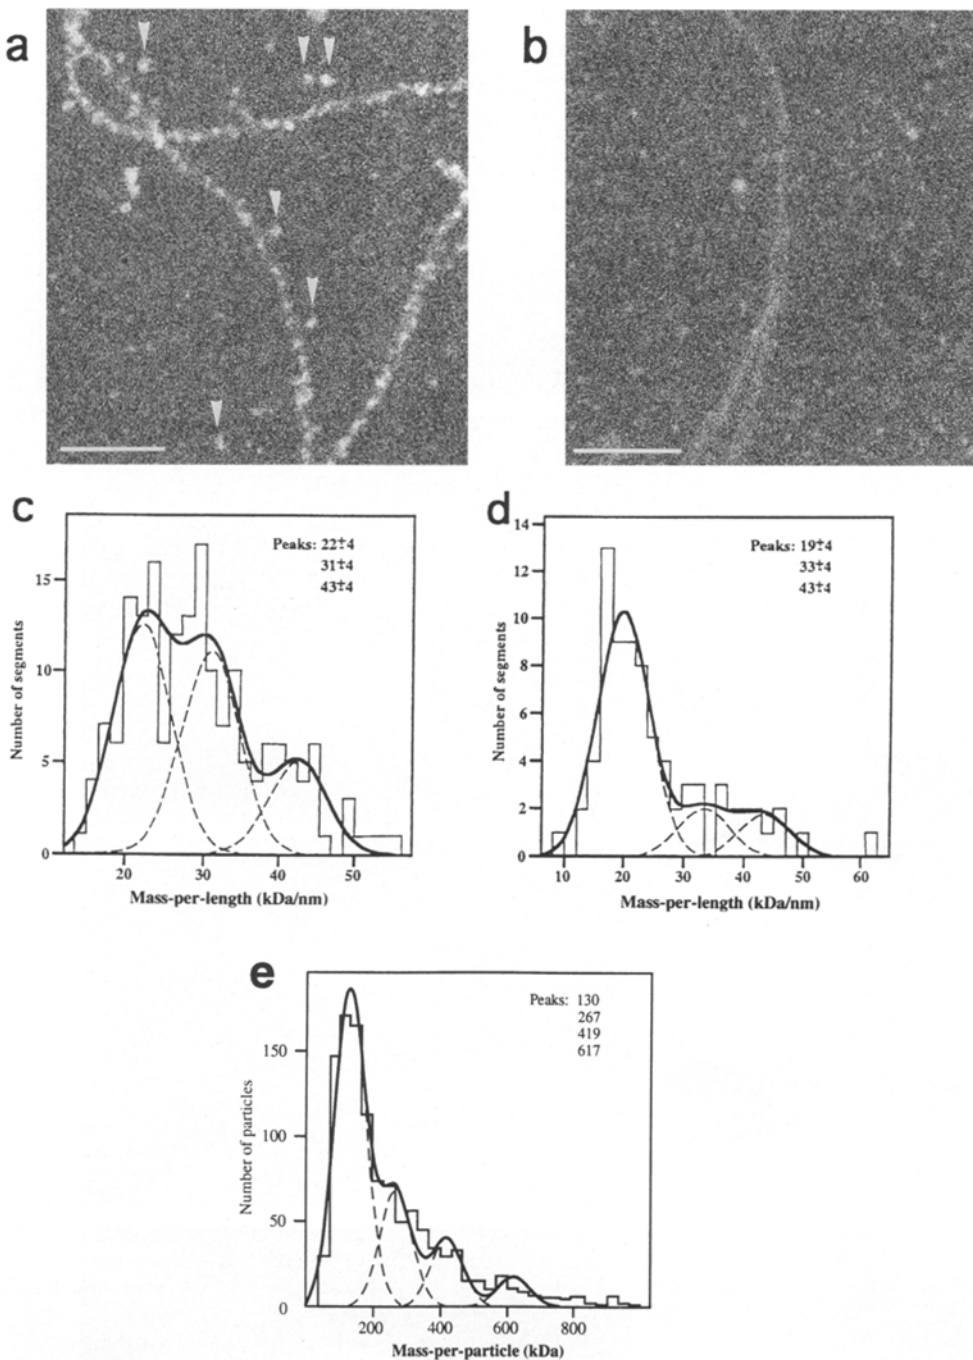 a
b
c
Peaks: 22±4
31±4
43±4
15
10
5
0
Number of segments
20
30
40
50
Mass-per-length (kDa/nm)
d
Peaks: 19±4
33±4
43±4
14
12
10
8
6
4
2
0
Number of segments
10
20
30
40
50
60
Mass-per-length (kDa/nm)
e
Peaks: 130
267
419
617
150
100
50
0
Number of particles
200
400
600
800
Mass-per-particle (kDa)